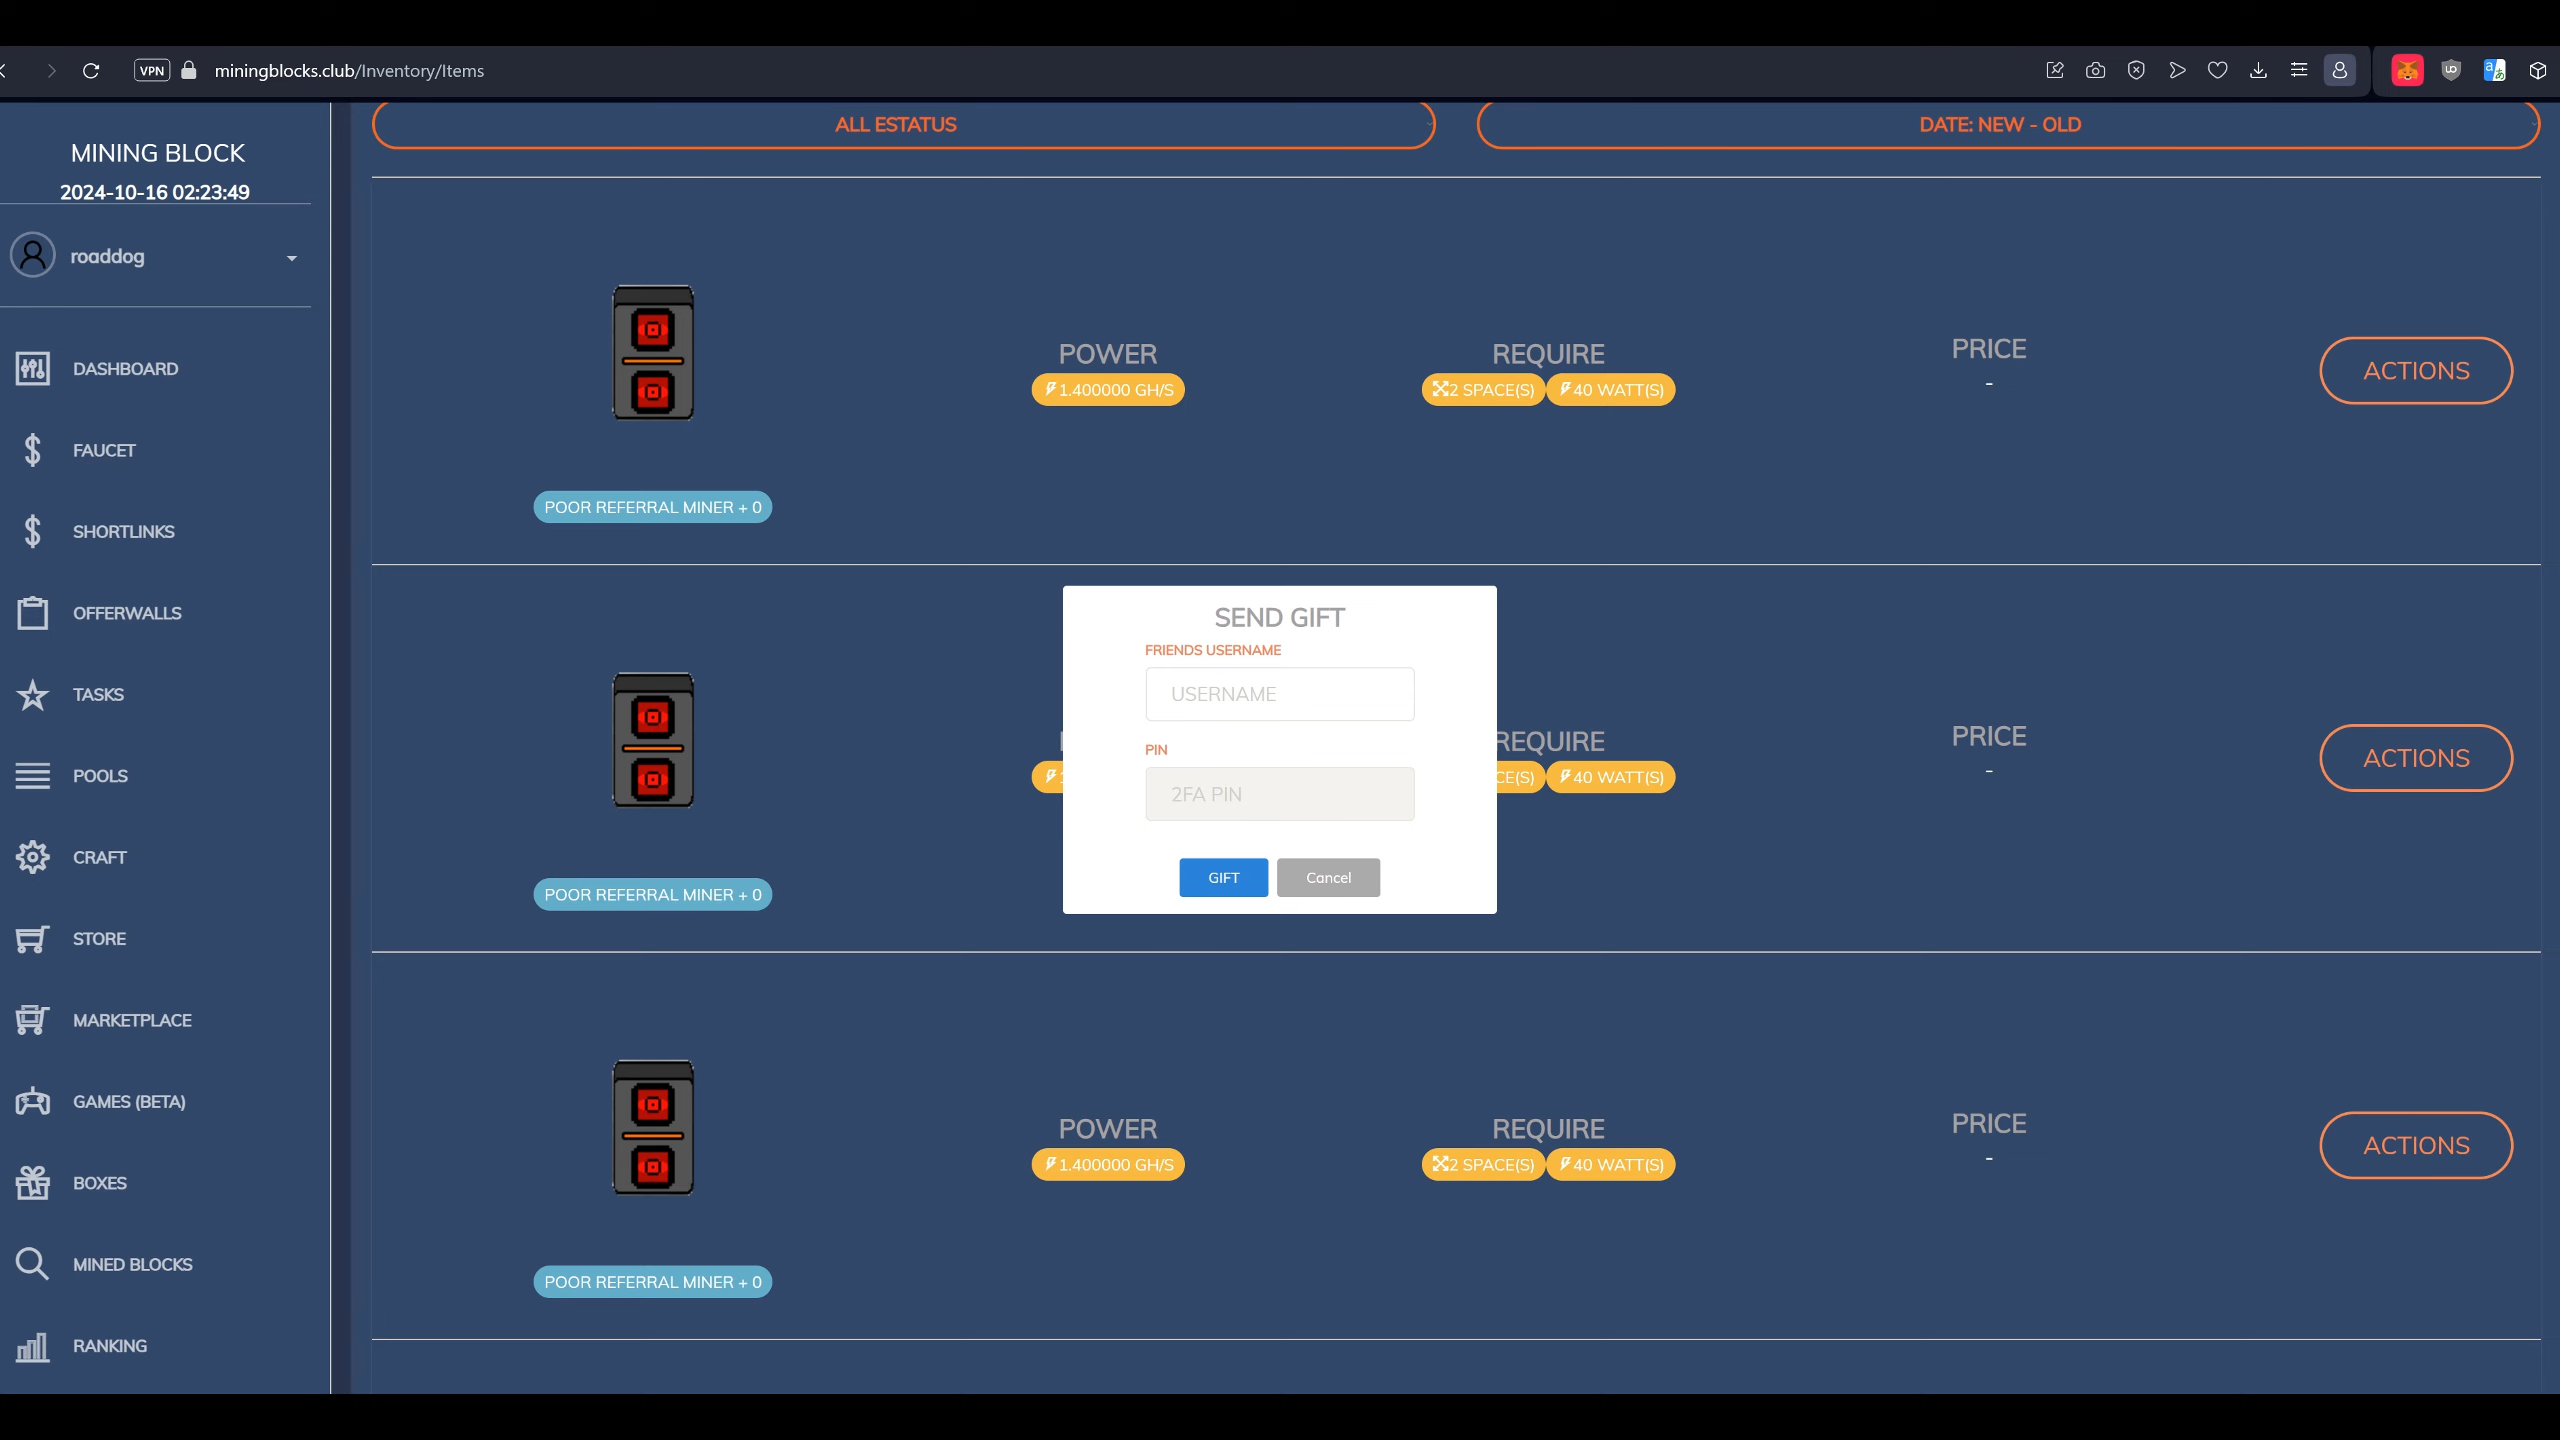 VPN
miningblocks.club/Inventory/Items
MINING BLOCK
2024-10-16 02:23:49
roaddog
DASHBOARD
FAUCET
SHORTLINKS
OFFERWALLS
TASKS
POOLS
CRAFT
STORE
MARKETPLACE
GAMES (BETA)
BOXES
MINED BLOCKS
RANKING
ALL ESTATUS
DATE: NEW - OLD
POWER
1.400000 GH/S
REQUIRE
2 SPACE(S) 40 WATT(S)
PRICE
-
ACTIONS
POOR REFERRAL MINER + 0
REQUIRE
CE(S) 40 WATT(S)
PRICE
-
ACTIONS
POOR REFERRAL MINER + 0
SEND GIFT
FRIENDS USERNAME
USERNAME
PIN
2FA PIN
GIFT
Cancel
POWER
1.400000 GH/S
REQUIRE
2 SPACE(S) 40 WATT(S)
PRICE
-
ACTIONS
POOR REFERRAL MINER + 0